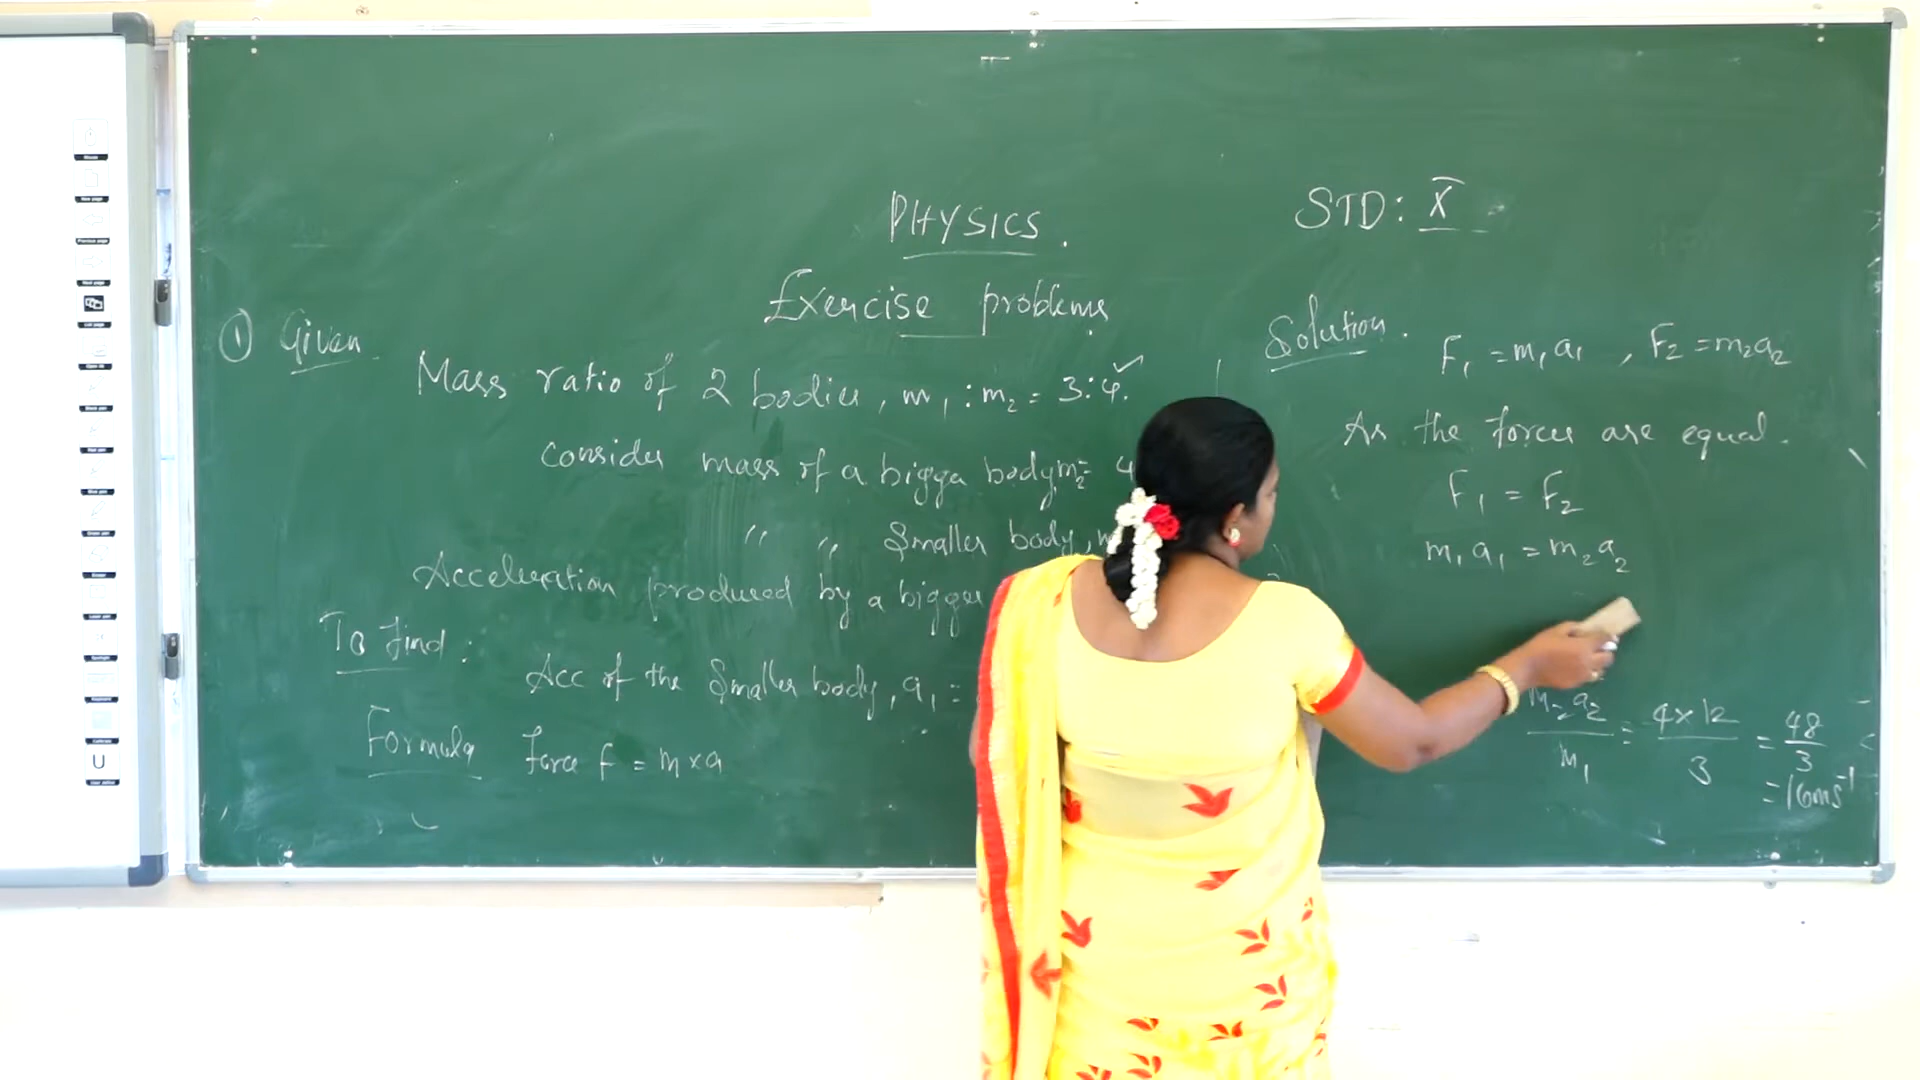 PHYSICS.
STD: X
Exercise problems
① Given
Mass ratio of 2 bodies, m₁ : m₂ = 3:4.
consider mass of a bigger body m₂ = 4
〃 〃 Smaller body, m
Acceleration produced by a bigger
To find :
Acc of the Smaller body, a₁ =
Formula Force F = m x a
Solution.
F₁ = m₁a₁ , F₂ = m₂a₂
As the forces are equal.
F₁ = F₂
m₁a₁ = m₂a₂
m₂a₂/m₁ = 4 x 12/3 = 48/3
= 16ms⁻¹